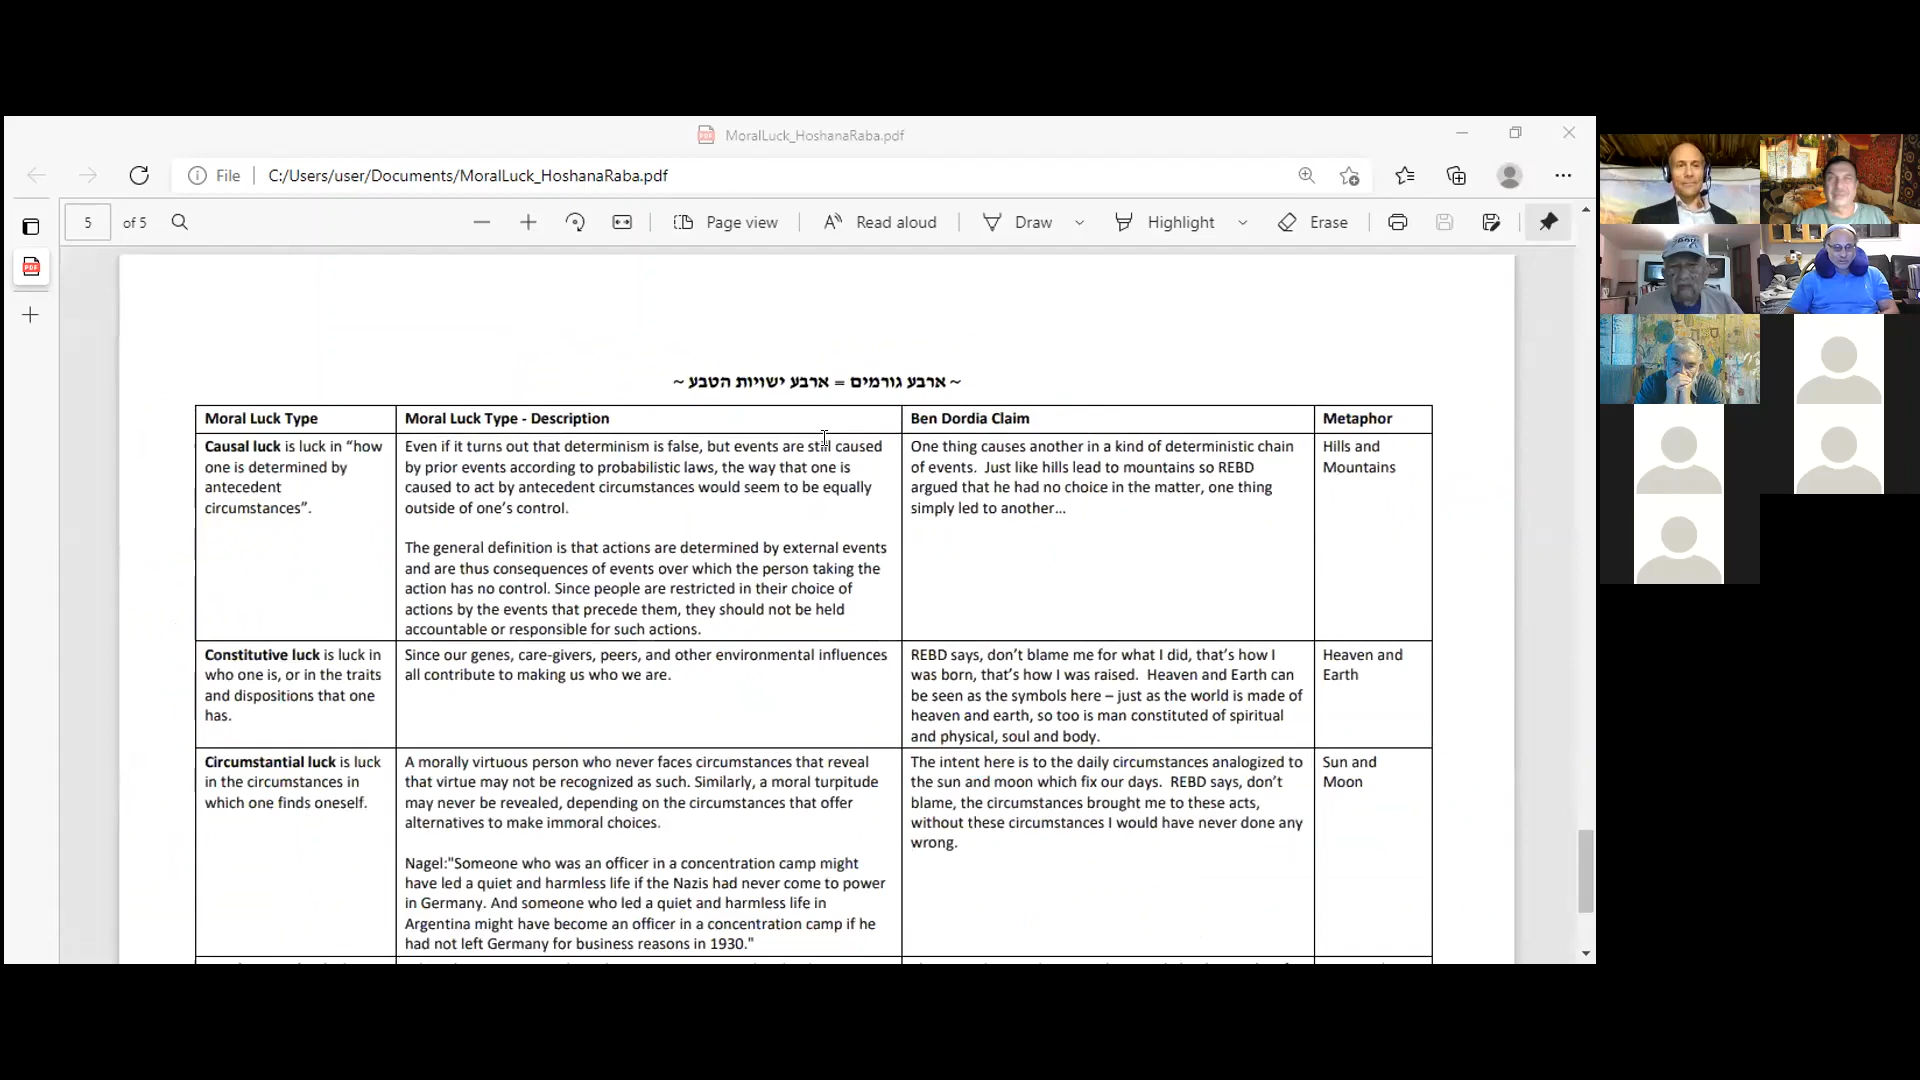 MoralLuck_HoshanaRaba.pdf
File
C:/Users/user/Documents/MoralLuck_HoshanaRaba.pdf
5
of 5
Page view
Read aloud
Draw
Highlight
Erase
~ ארבע גורמים = ארבע ישויות הטבע ~
Moral Luck Type
Moral Luck Type - Description
Ben Dordia Claim
Metaphor
Causal luck is luck in “how
one is determined by
antecedent
circumstances”.
Even if it turns out that determinism is false, but events are still caused
by prior events according to probabilistic laws, the way that one is
caused to act by antecedent circumstances would seem to be equally
outside of one’s control.
The general definition is that actions are determined by external events
and are thus consequences of events over which the person taking the
action has no control. Since people are restricted in their choice of
actions by the events that precede them, they should not be held
accountable or responsible for such actions.
One thing causes another in a kind of deterministic chain
of events. Just like hills lead to mountains so REBD
argued that he had no choice in the matter, one thing
simply led to another…
Hills and
Mountains
Constitutive luck is luck in
who one is, or in the traits
and dispositions that one
has.
Since our genes, care-givers, peers, and other environmental influences
all contribute to making us who we are.
REBD says, don’t blame me for what I did, that’s how I
was born, that’s how I was raised. Heaven and Earth can
be seen as the symbols here – just as the world is made of
heaven and earth, so too is man constituted of spiritual
and physical, soul and body.
Heaven and
Earth
Circumstantial luck is luck
in the circumstances in
which one finds oneself.
A morally virtuous person who never faces circumstances that reveal
that virtue may not be recognized as such. Similarly, a moral turpitude
may never be revealed, depending on the circumstances that offer
alternatives to make immoral choices.
Nagel:"Someone who was an officer in a concentration camp might
have led a quiet and harmless life if the Nazis had never come to power
in Germany. And someone who led a quiet and harmless life in
Argentina might have become an officer in a concentration camp if he
had not left Germany for business reasons in 1930."
The intent here is to the daily circumstances analogized to
the sun and moon which fix our days. REBD says, don’t
blame, the circumstances brought me to these acts,
without these circumstances I would have never done any
wrong.
Sun and
Moon